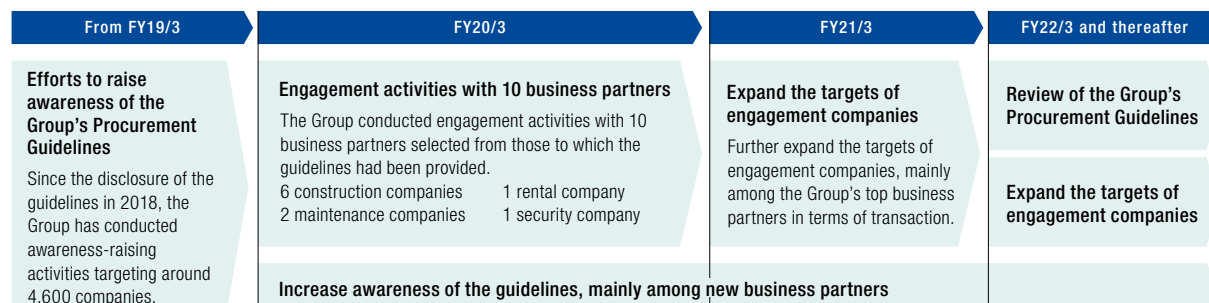 From FY19/3
FY20/3
FY21/3
FY22/3 and thereafter
Efforts to raise
awareness of the
Group's Procurement
Guidelines
Since the disclosure of the
guidelines in 2018, the
Group has conducted
awareness-raising
activities targeting around
4,600 companies.
Engagement activities with 10 business partners
The Group conducted engagement activities with 10
business partners selected from those to which the
guidelines had been provided.
6 construction companies 1 rental company
2 maintenance companies 1 security company
Expand the targets of
engagement companies
Further expand the targets of
engagement companies, mainly
among the Group's top business
partners in terms of transaction.
Review of the Group's
Procurement Guidelines
Expand the targets of
engagement companies
Increase awareness of the guidelines, mainly among new business partners